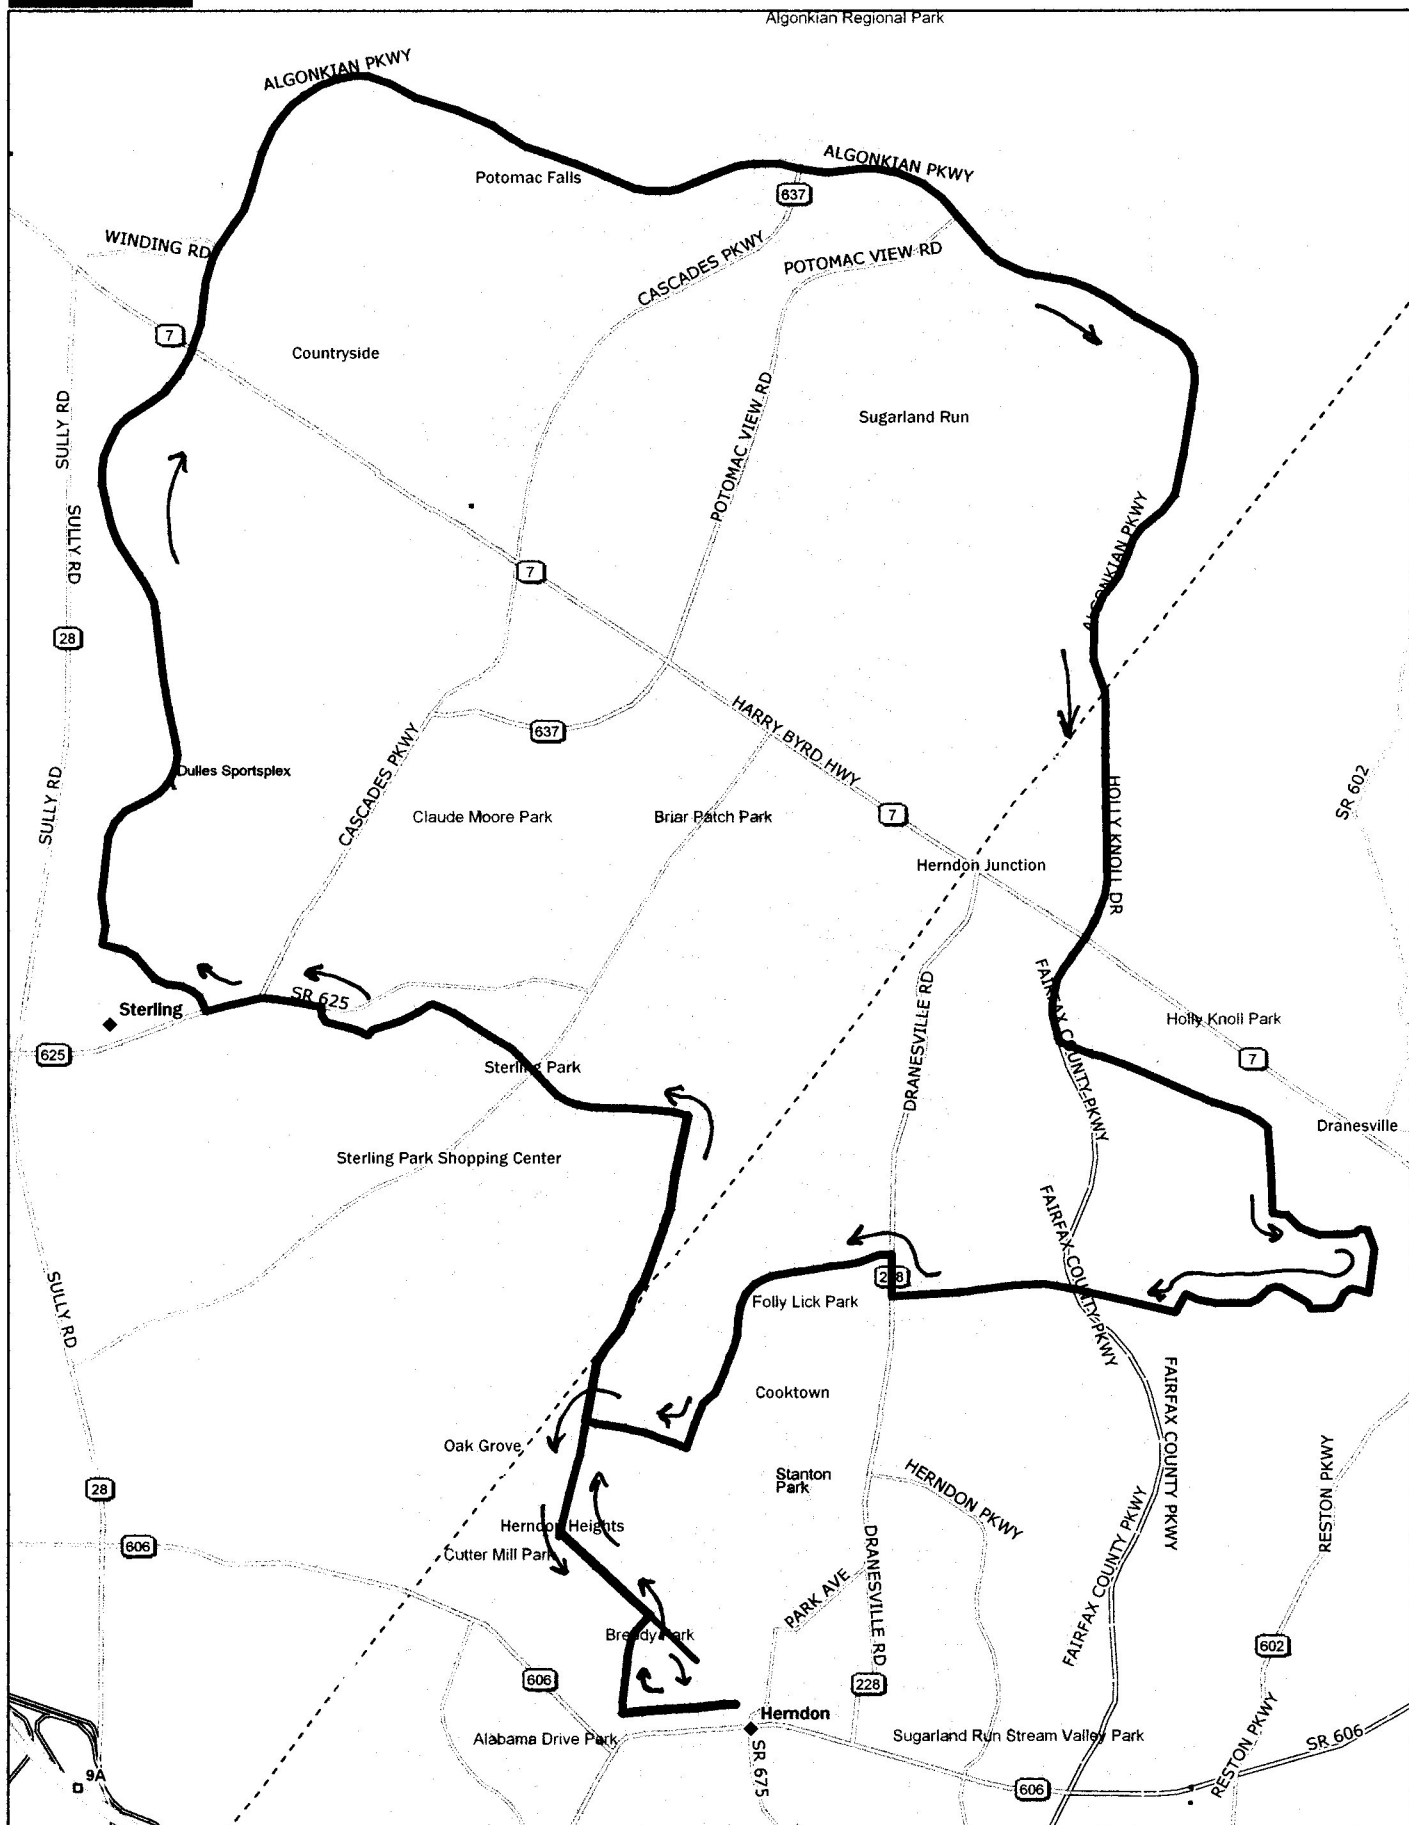 Algonkian Regional Park
ALGONKIAN PKWY
ALGONKIAN PKWY
Potomac Falls
637
WINDING RD
CASCADES PKWY
POTOMAC VIEW RD
7
Countryside
SULLY RD
POTOMAC VIEW RD
Sugarland Run
SULLY RD
ALGONKIAN PKWY
7
28
637
HARRY BYRD HWY
Dulles Sportsplex
SULLY RD
CASCADES PKWY
Claude Moore Park
Briar Patch Park
7
HOLLY KNOLL DR
SR 602
Herndon Junction
SR 625
Sterling
625
DRANESVILLE RD
FAIRFAX COUNTY PKWY
Holly Knoll Park
7
Sterling Park
Dranesville
Sterling Park Shopping Center
FAIRFAX COUNTY PKWY
SULLY RD
228
Folly Lick Park
FAIRFAX COUNTY PKWY
Cooktown
Oak Grove
Stanton
Park
HERNDON PKWY
FAIRFAX COUNTY PKWY
RESTON PKWY
28
606
Herndon Heights
Cutter Mill Park
DRANESVILLE RD
PARK AVE
Bready Park
606
228
602
Herndon
Alabama Drive Park
SR 675
Sugarland Run Stream Valley Park
RESTON PKWY
SR 606
9A
606